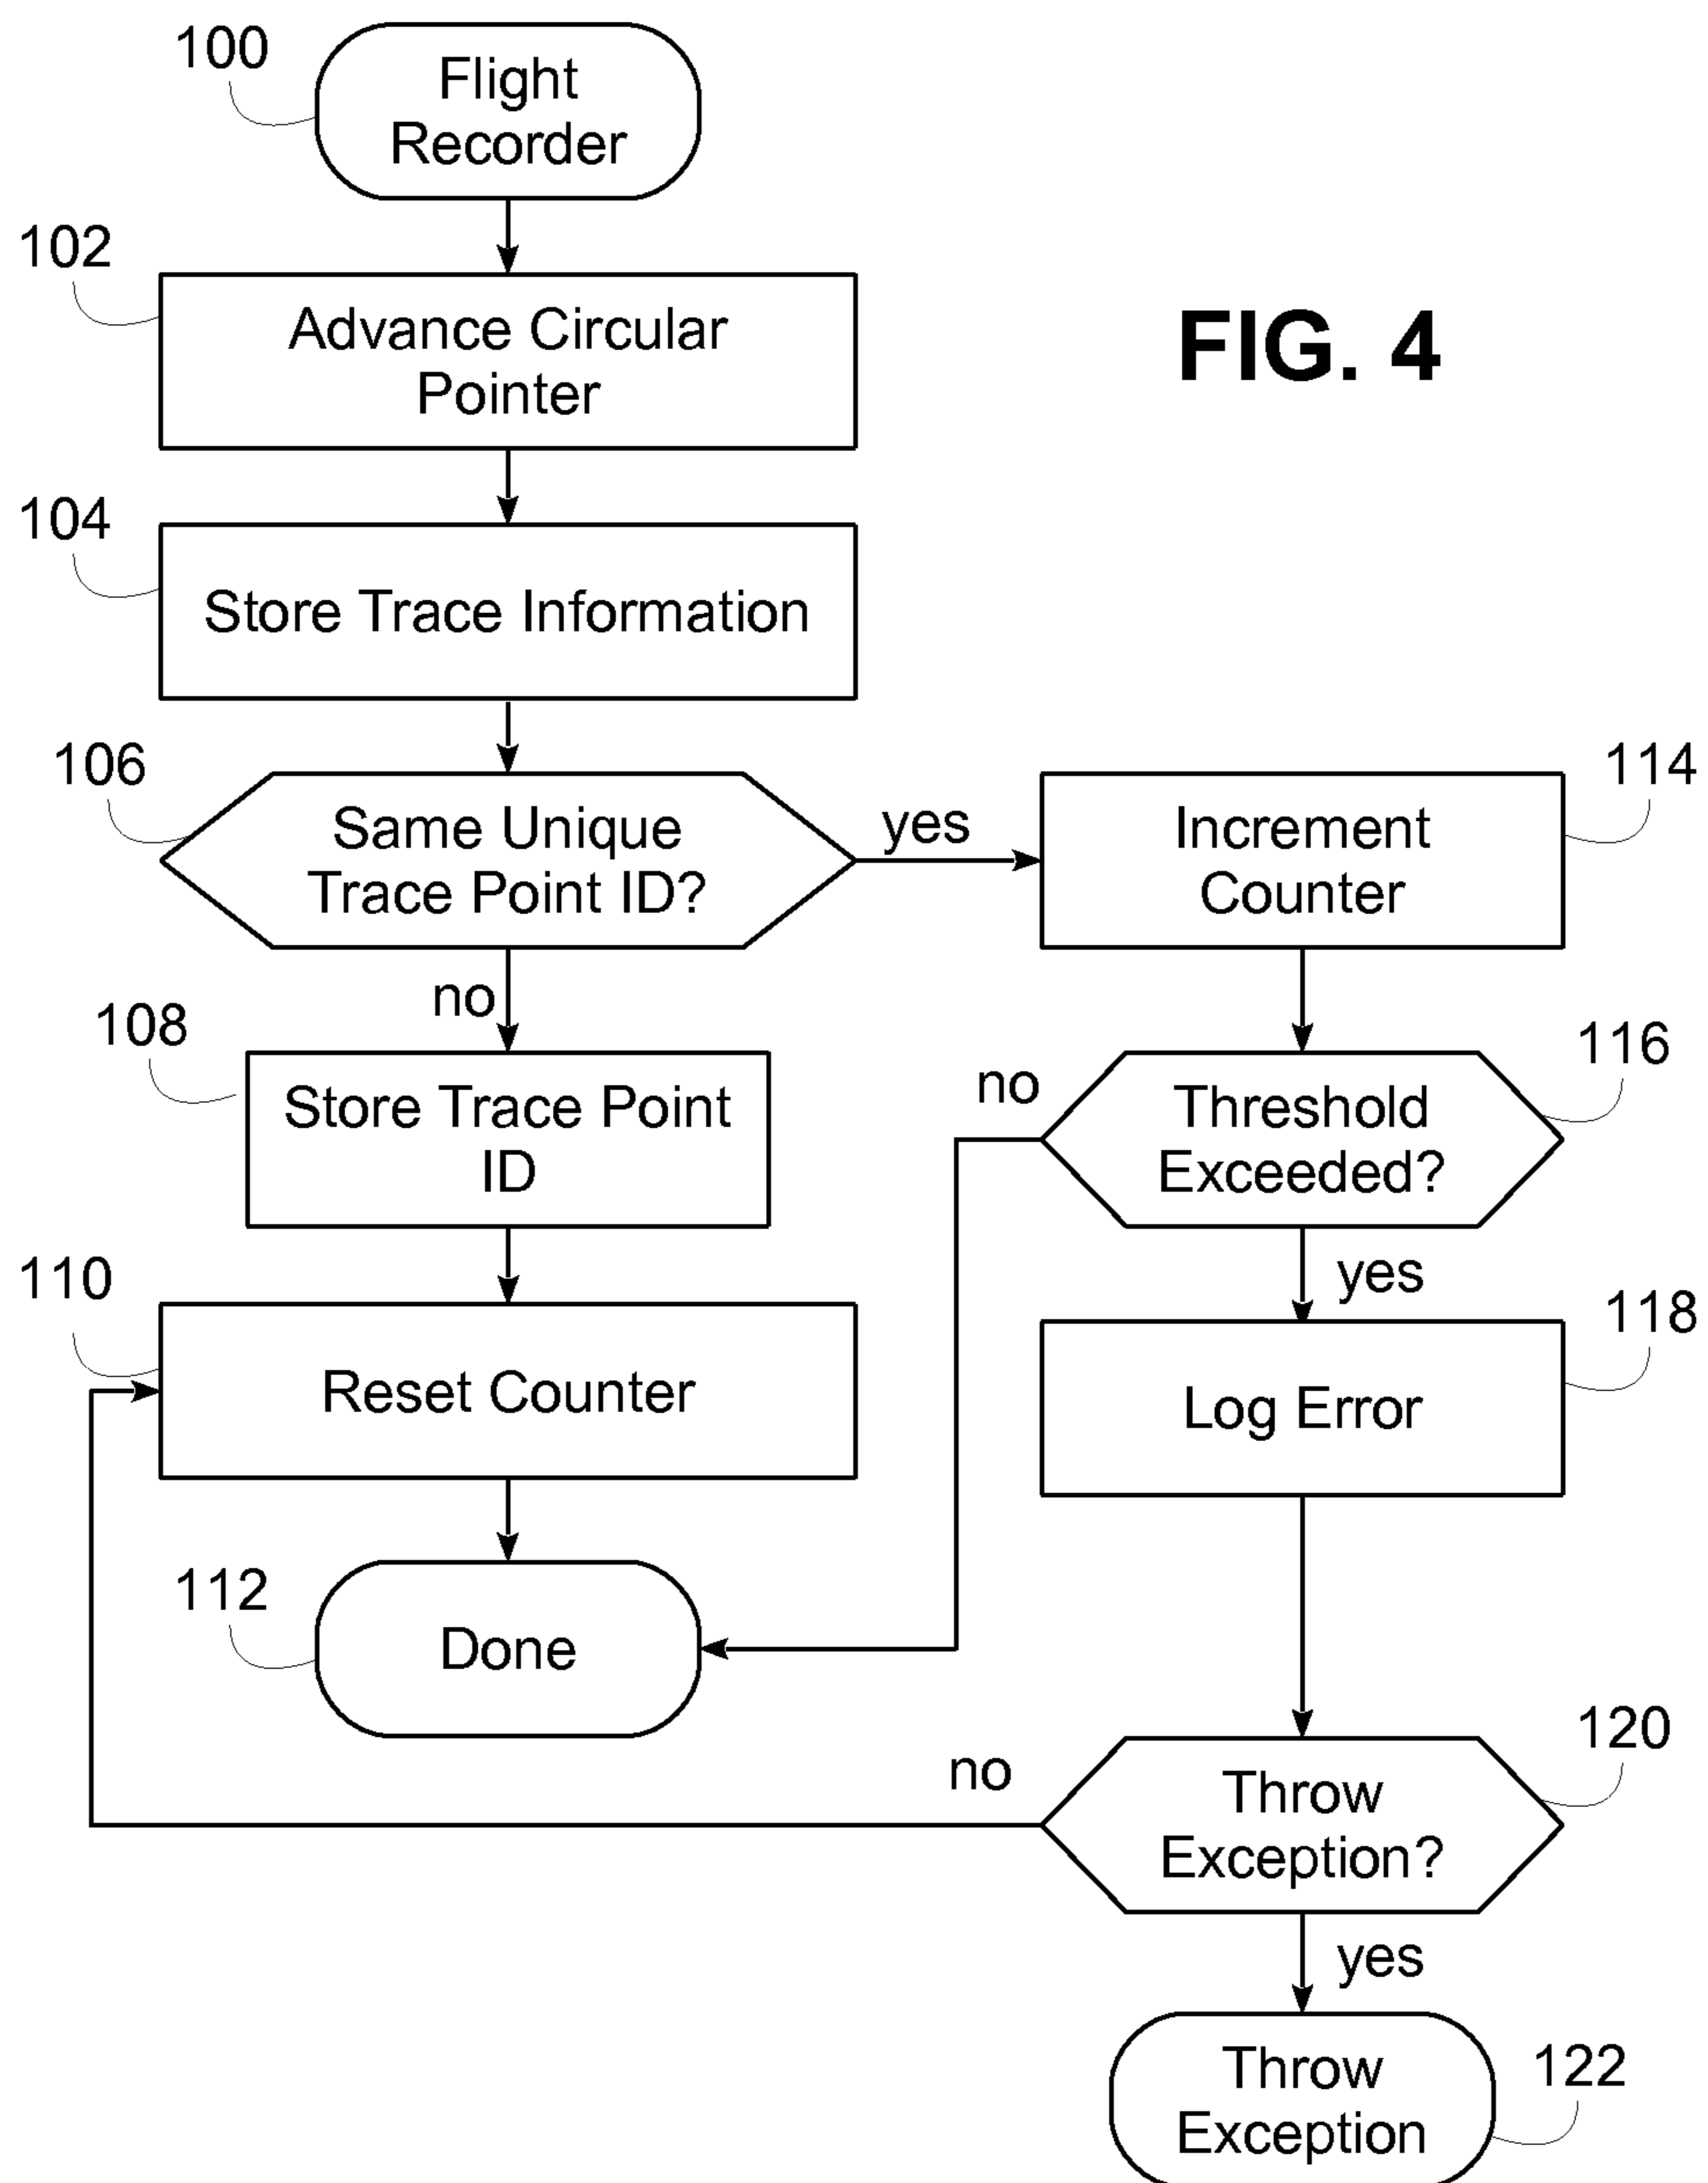 100
Flight
Recorder
102
Advance Circular
Pointer
FIG. 4
104
Store Trace Information
106
Same Unique
Trace Point ID?
yes
114
Increment
Counter
no
108
Store Trace Point
ID
no
116
Threshold
Exceeded?
yes
110
Reset Counter
118
Log Error
112
Done
no
120
Throw
Exception?
yes
122
Throw
Exception